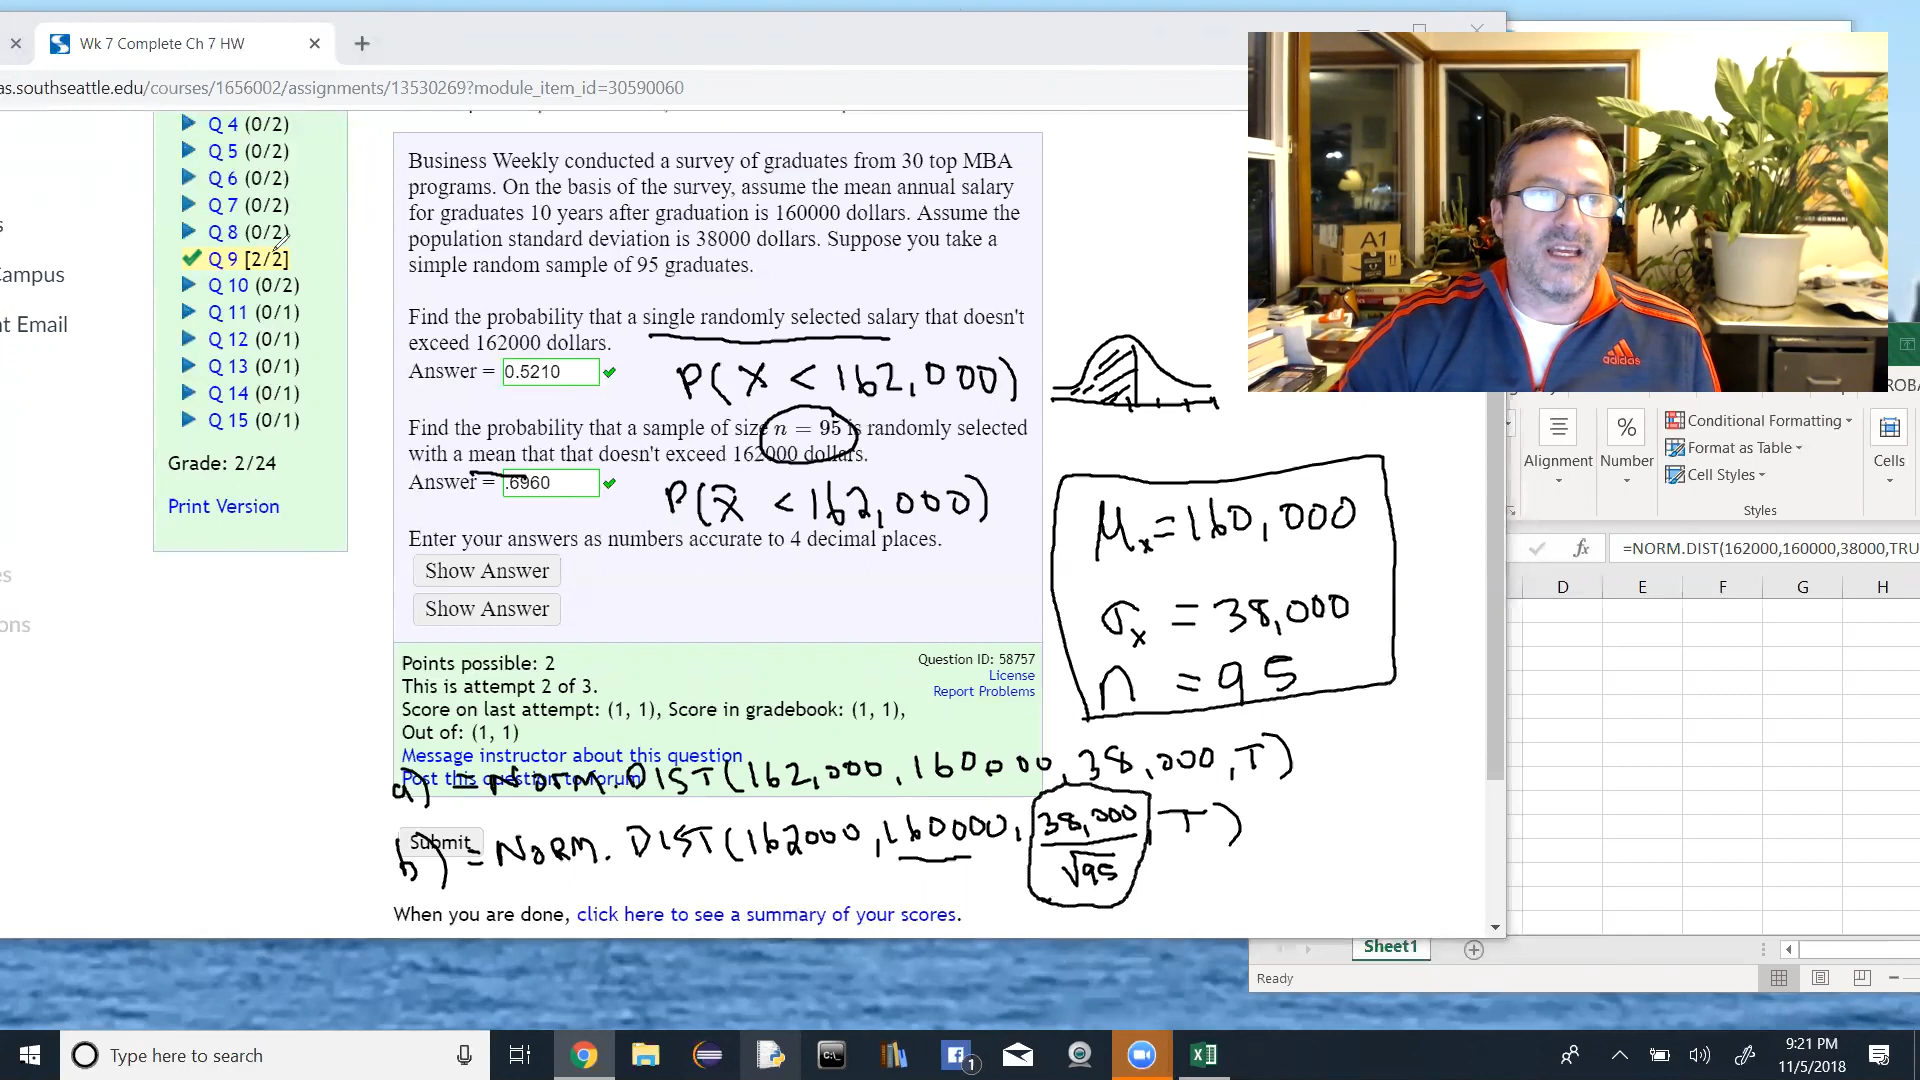 Wk 7 Complete Ch 7 HW
as.southseattle.edu/courses/1656002/assignments/13530269?module_item_id=30590060
Q 4 (0/2)
Q 5 (0/2)
Q 6 (0/2)
Q 7 (0/2)
Q 8 (0/2)
Q 9 [2/2]
Q 10 (0/2)
Q 11 (0/1)
Q 12 (0/1)
Q 13 (0/1)
Q 14 (0/1)
Q 15 (0/1)
Grade: 2/24
Print Version
s
ampus
t Email
es
ons
Business Weekly conducted a survey of graduates from 30 top MBA
programs. On the basis of the survey, assume the mean annual salary
for graduates 10 years after graduation is 160000 dollars. Assume the
population standard deviation is 38000 dollars. Suppose you take a
simple random sample of 95 graduates.
Find the probability that a single randomly selected salary that doesn't
exceed 162000 dollars.
Answer = 0.5210
P(X < 162,000)
Find the probability that a sample of size n = 95 is randomly selected
with a mean that that doesn't exceed 162000 dollars.
Answer = .6960
P(x̄ < 162,000)
Enter your answers as numbers accurate to 4 decimal places.
Show Answer
Show Answer
Points possible: 2
This is attempt 2 of 3.
Score on last attempt: (1, 1), Score in gradebook: (1, 1),
Out of: (1, 1)
Message instructor about this question
Post this question to forum
Question ID: 58757
License
Report Problems
μx = 160,000
σx = 38,000
n = 95
a) = NORM.DIST(162,000, 160000, 38,000, T)
Submit
b) = NORM.DIST(162000, 160000, 38,000/√95, T)
When you are done, click here to see a summary of your scores.
A1
adidas
ROBA
Alignment
Number
%
Conditional Formatting
Format as Table
Cell Styles
Styles
Cells
fx
=NORM.DIST(162000,160000,38000,TRU
D E F G H
Sheet1
Ready
Type here to search
1
9:21 PM
11/5/2018